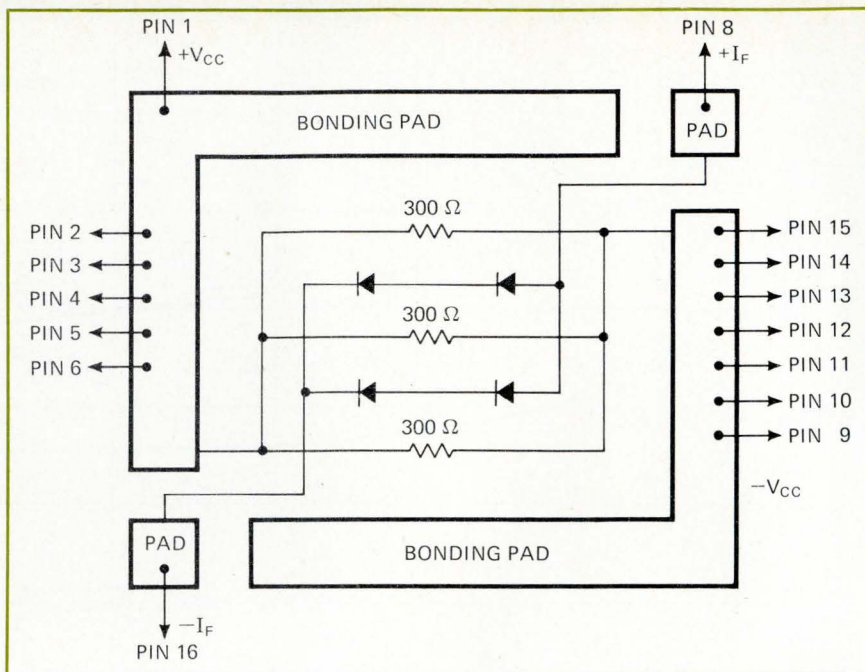 PIN 1
+VCC
PIN 8
+IF
BONDING PAD
PAD
300 Ω
PIN 2
PIN 3
PIN 4
PIN 5
PIN 6
PIN 15
PIN 14
PIN 13
PIN 12
PIN 11
PIN 10
PIN 9
300 Ω
300 Ω
−VCC
PAD
BONDING PAD
−IF
PIN 16